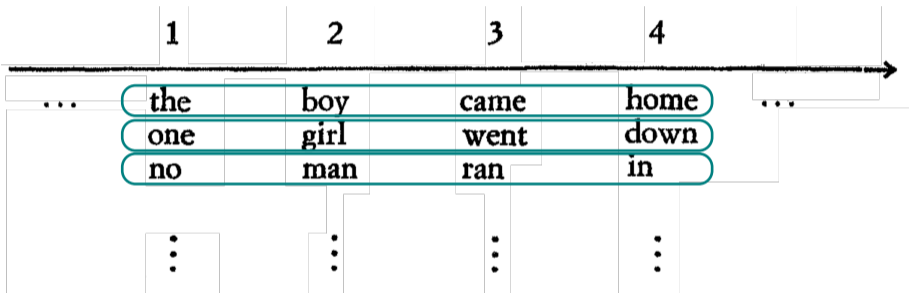 1 2 3 4
... the boy came home ...
one girl went down
no man ran in
⋮ ⋮ ⋮ ⋮